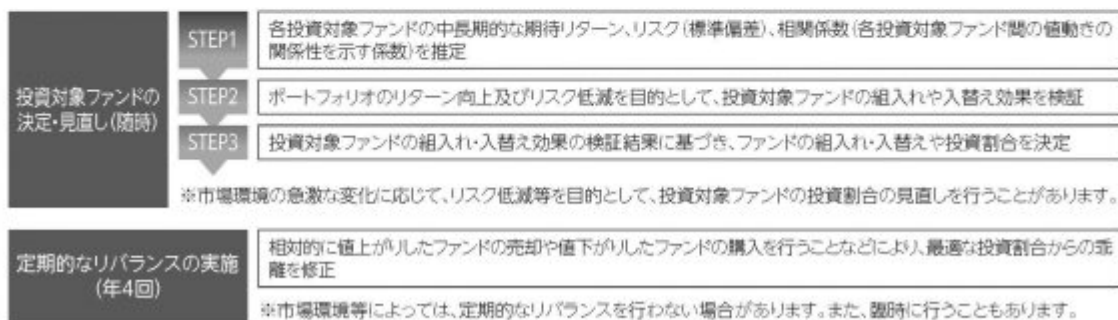 投資対象ファンドの
決定・見直し(随時)
STEP1
各投資対象ファンドの中長期的な期待リターン、リスク(標準偏差)、相関係数(各投資対象ファンド間の値動きの
関係性を示す係数)を推定
STEP2
ポートフォリオのリターン向上及びリスク低減を目的として、投資対象ファンドの組入れや入替え効果を検証
STEP3
投資対象ファンドの組入れ・入替え効果の検証結果に基づき、ファンドの組入れ・入替えや投資割合を決定
※市場環境の急激な変化に応じて、リスク低減等を目的として、投資対象ファンドの投資割合の見直しを行うことがあります。
定期的なリバランスの実施
(年4回)
相対的に値上がりしたファンドの売却や値下がりしたファンドの購入を行うことなどにより、最適な投資割合からの乖
離を修正
※市場環境等によっては、定期的なリバランスを行わない場合があります。また、臨時に行うこともあります。